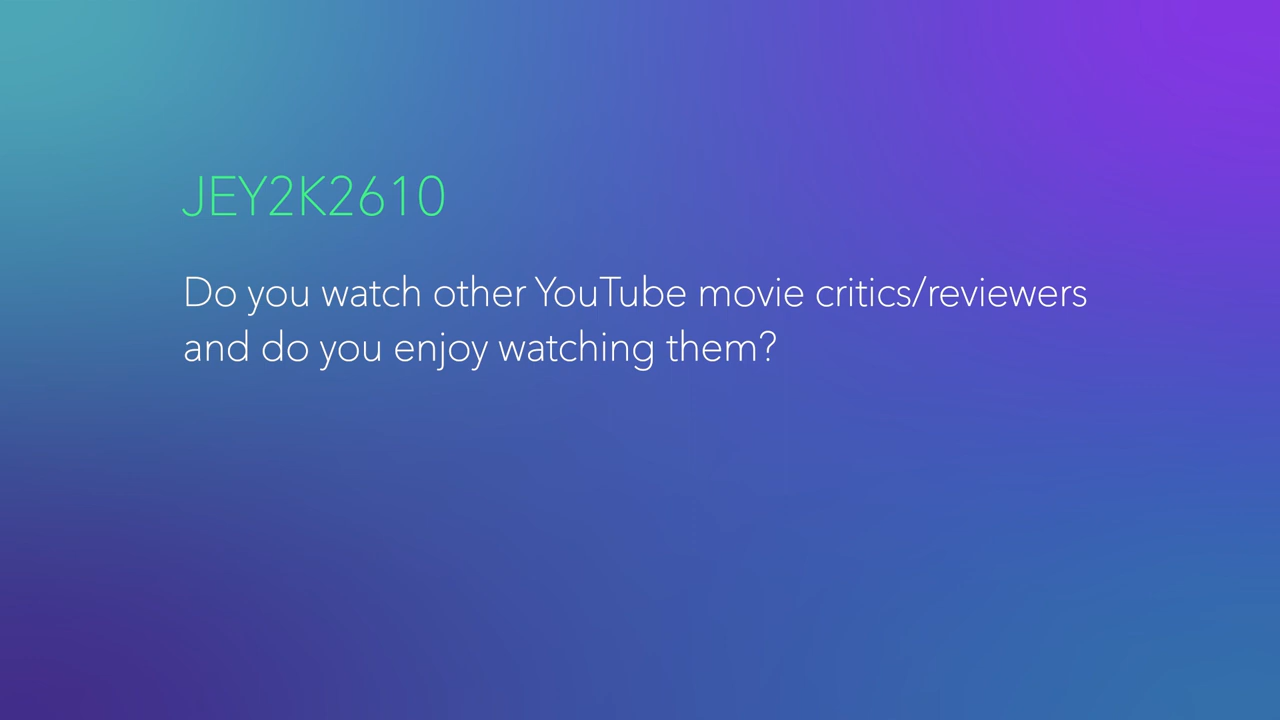 JEY2K2610
Do you watch other YouTube movie critics/reviewers
and do you enjoy watching them?